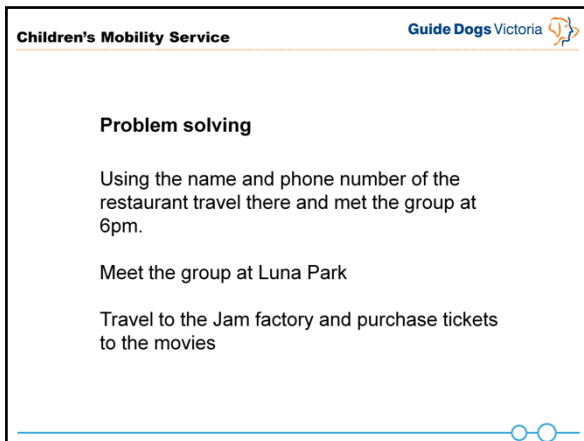 Children's Mobility Service
Guide Dogs Victoria
Problem solving
Using the name and phone number of the
restaurant travel there and met the group at
6pm.
Meet the group at Luna Park
Travel to the Jam factory and purchase tickets
to the movies